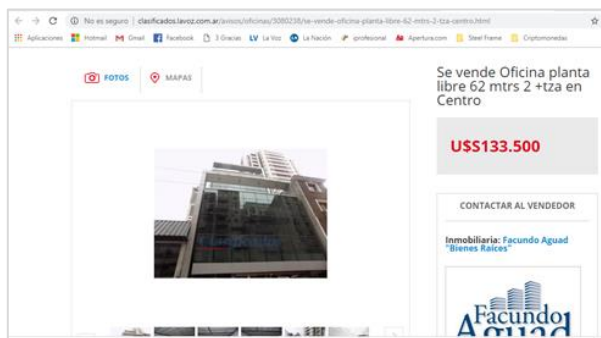 No es seguro | clasificados.lavoz.com.ar/avisos/oficinas/3080238/se-vende-oficina-planta-libre-62-mtrs-2-tza-centro.html
Aplicaciones Hotmail Gmail Facebook 3 Gracias LV La Voz La Nación iprofesional Apertura.com Steel Frame Criptomonedas
FOTOS MAPAS
Se vende Oficina planta
libre 62 mtrs 2 +tza en
Centro
U$S133.500
CONTACTAR AL VENDEDOR
Inmobiliaria: Facundo Aguad
"Bienes Raíces"
Facundo
Aguad